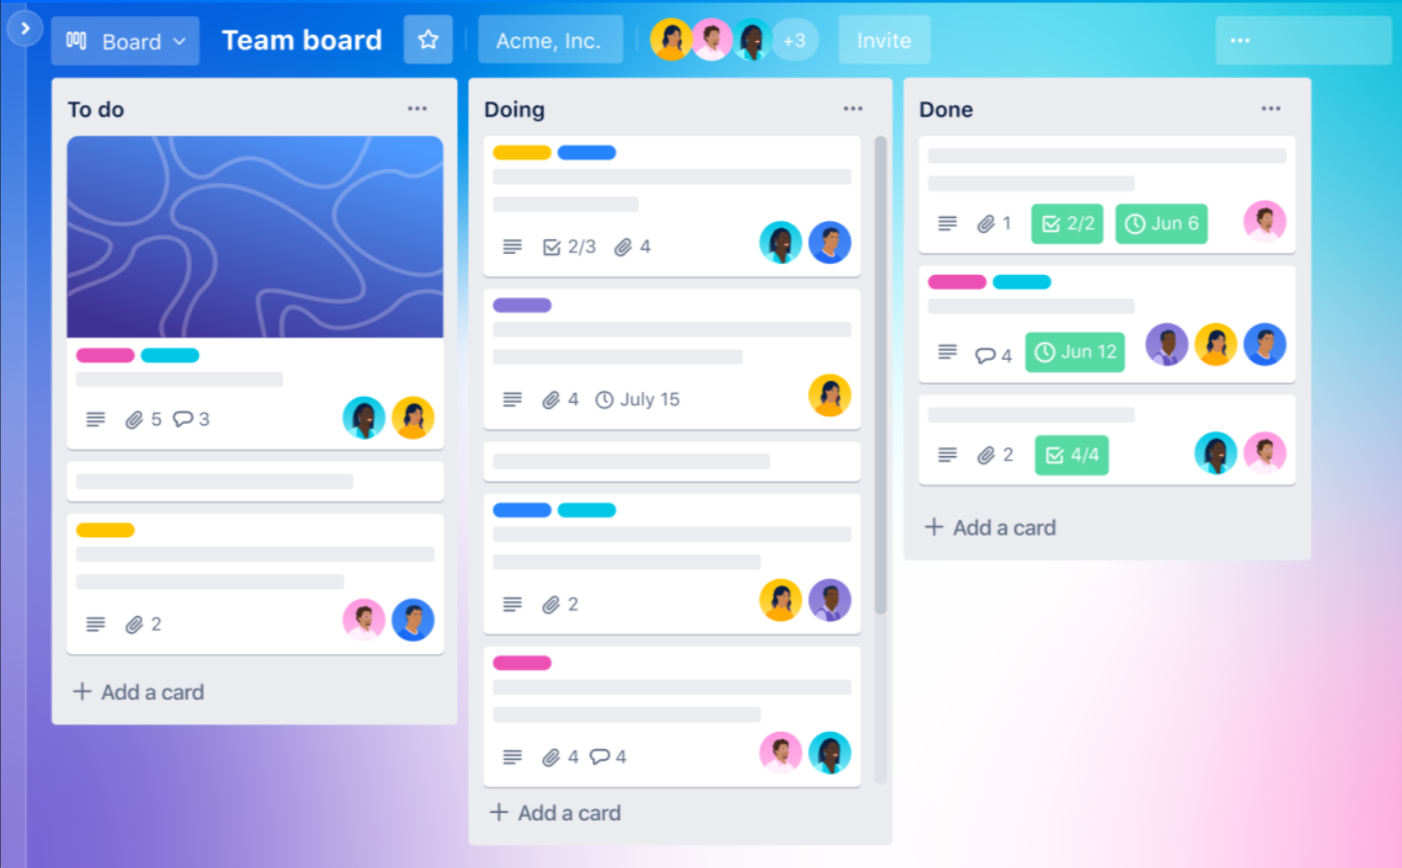 Board
Team board
Acme, Inc.
+3
Invite
To do
5 3
2
Add a card
Doing
2/3 4
4 July 15
2
4 4
Add a card
Done
1 2/2 Jun 6
4 Jun 12
2 4/4
Add a card